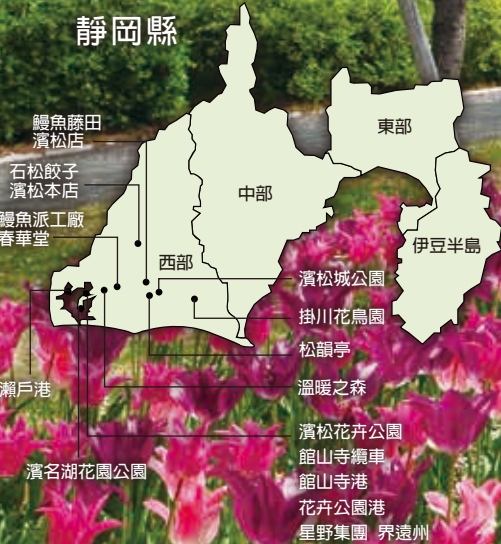 靜岡縣
鰻魚藤田
濱松店
石松餃子
濱松本店
鰻魚派工廠
春華堂
東部
中部
西部
伊豆半島
濱松城公園
掛川花鳥園
松韻亭
溫暖之森
瀨戶港
濱名湖花園公園
濱松花卉公園
館山寺纜車
館山寺港
花卉公園港
星野集團 界遠州